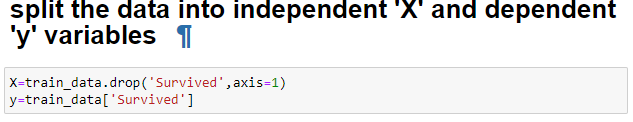 split the data into independent 'X' and dependent
'y' variables ¶
X=train_data.drop('Survived',axis=1)
y=train_data['Survived']